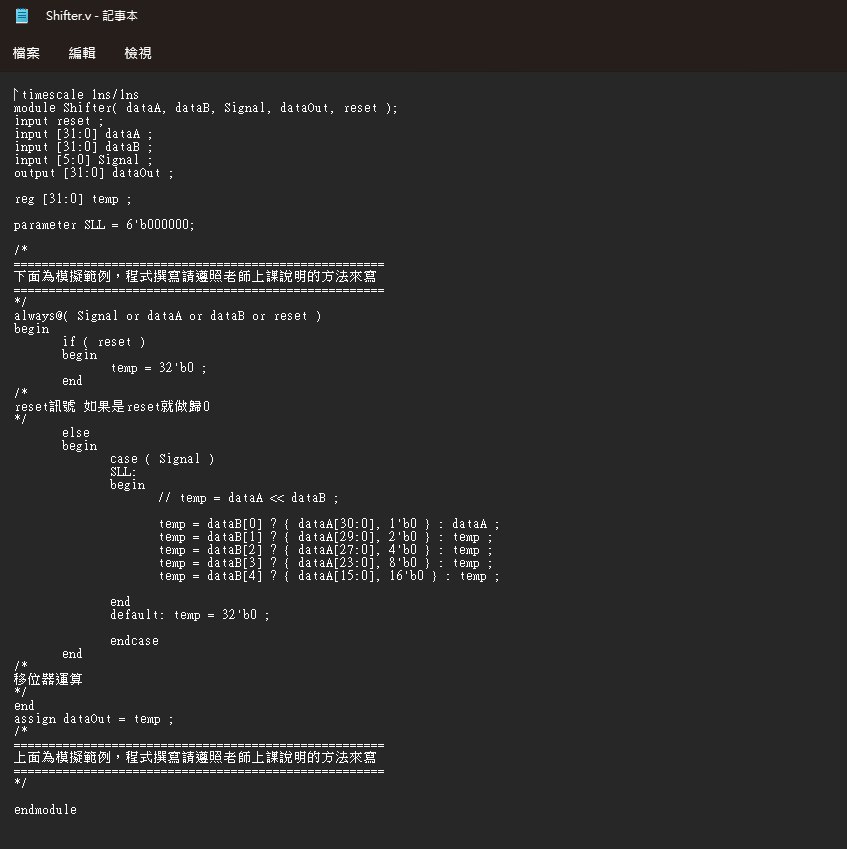 Shifter.v - 記事本
檔案 編輯 檢視
`timescale 1ns/1ns
module Shifter( dataA, dataB, Signal, dataOut, reset );
input reset ;
input [31:0] dataA ;
input [31:0] dataB ;
input [5:0] Signal ;
output [31:0] dataOut ;
reg [31:0] temp ;
parameter SLL = 6'b000000;
/*
=====================================================
下面為模擬範例，程式撰寫請遵照老師上課說明的方法來寫
=====================================================
*/
always@( Signal or dataA or dataB or reset )
begin
if ( reset )
begin
temp = 32'b0 ;
end
/*
reset訊號 如果是reset就做歸0
*/
else
begin
case ( Signal )
SLL:
begin
// temp = dataA << dataB ;
temp = dataB[0] ? { dataA[30:0], 1'b0 } : dataA ;
temp = dataB[1] ? { dataA[29:0], 2'b0 } : temp ;
temp = dataB[2] ? { dataA[27:0], 4'b0 } : temp ;
temp = dataB[3] ? { dataA[23:0], 8'b0 } : temp ;
temp = dataB[4] ? { dataA[15:0], 16'b0 } : temp ;
end
default: temp = 32'b0 ;
endcase
end
/*
移位器運算
*/
end
assign dataOut = temp ;
/*
=====================================================
上面為模擬範例，程式撰寫請遵照老師上課說明的方法來寫
=====================================================
*/
endmodule